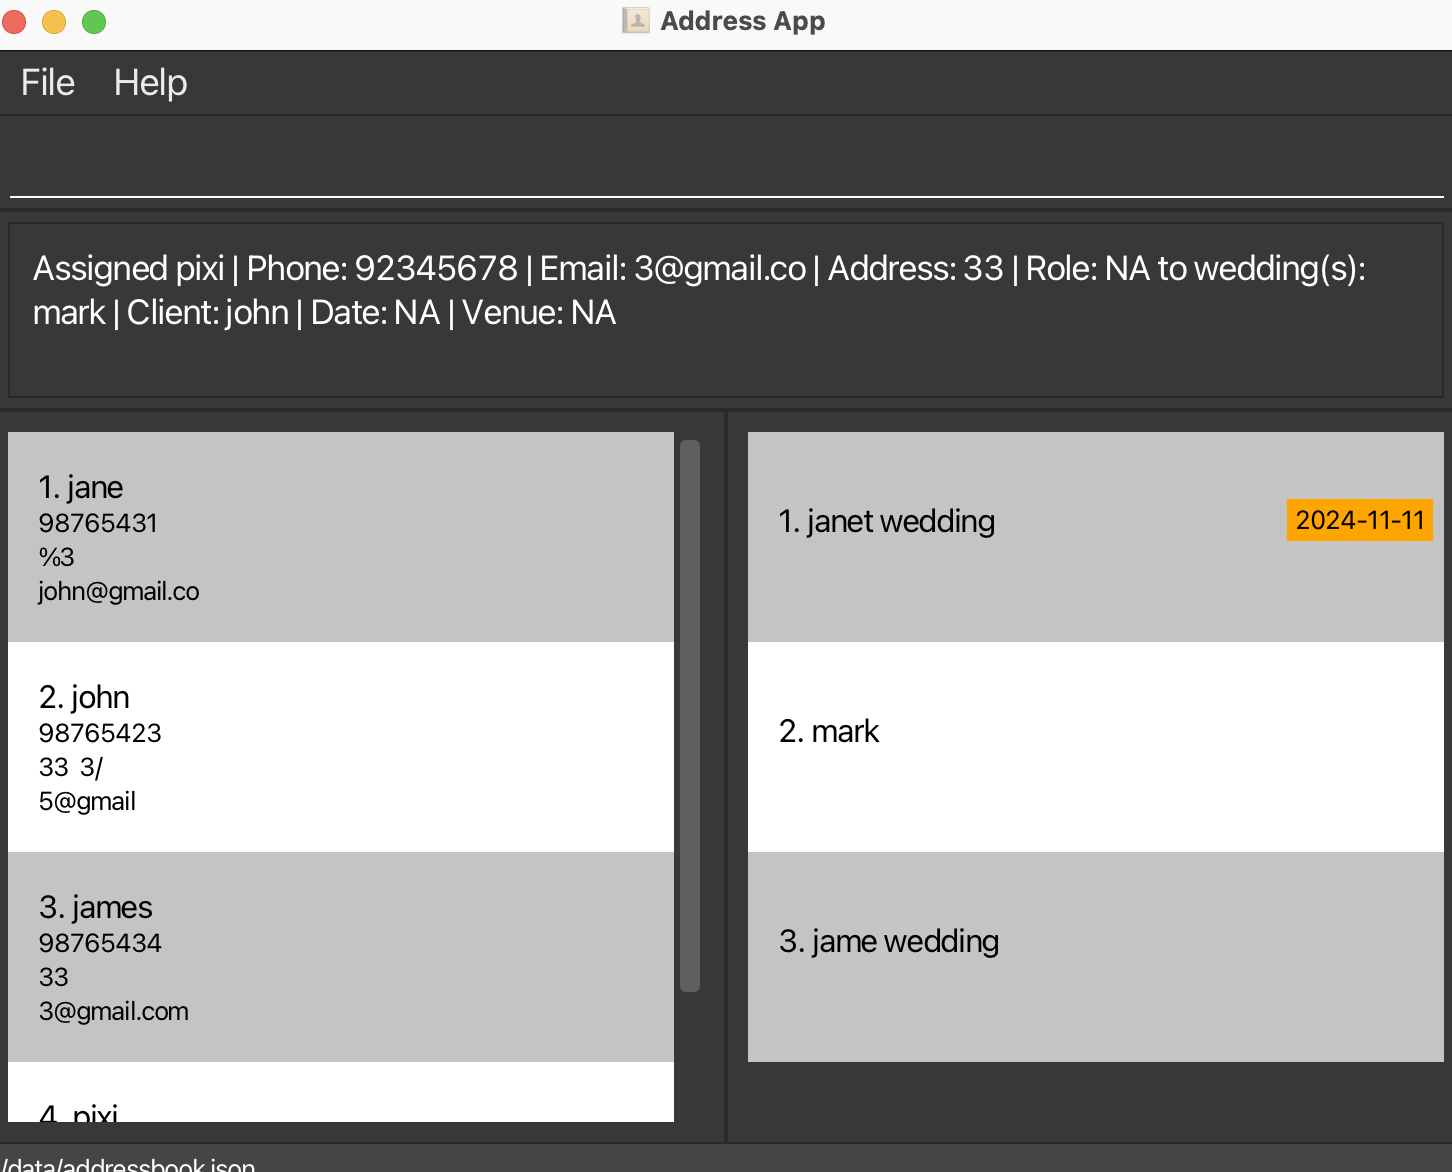 Address App
File Help
Assigned pixi | Phone: 92345678 | Email: 3@gmail.co | Address: 33 | Role: NA to wedding(s):
mark | Client: john | Date: NA | Venue: NA
1. jane
98765431
%3
john@gmail.co
2. john
98765423
33 3/
5@gmail
3. james
98765434
33
3@gmail.com
4. pixi
1. janet wedding
2024-11-11
2. mark
3. jame wedding
/data/addressbook.json